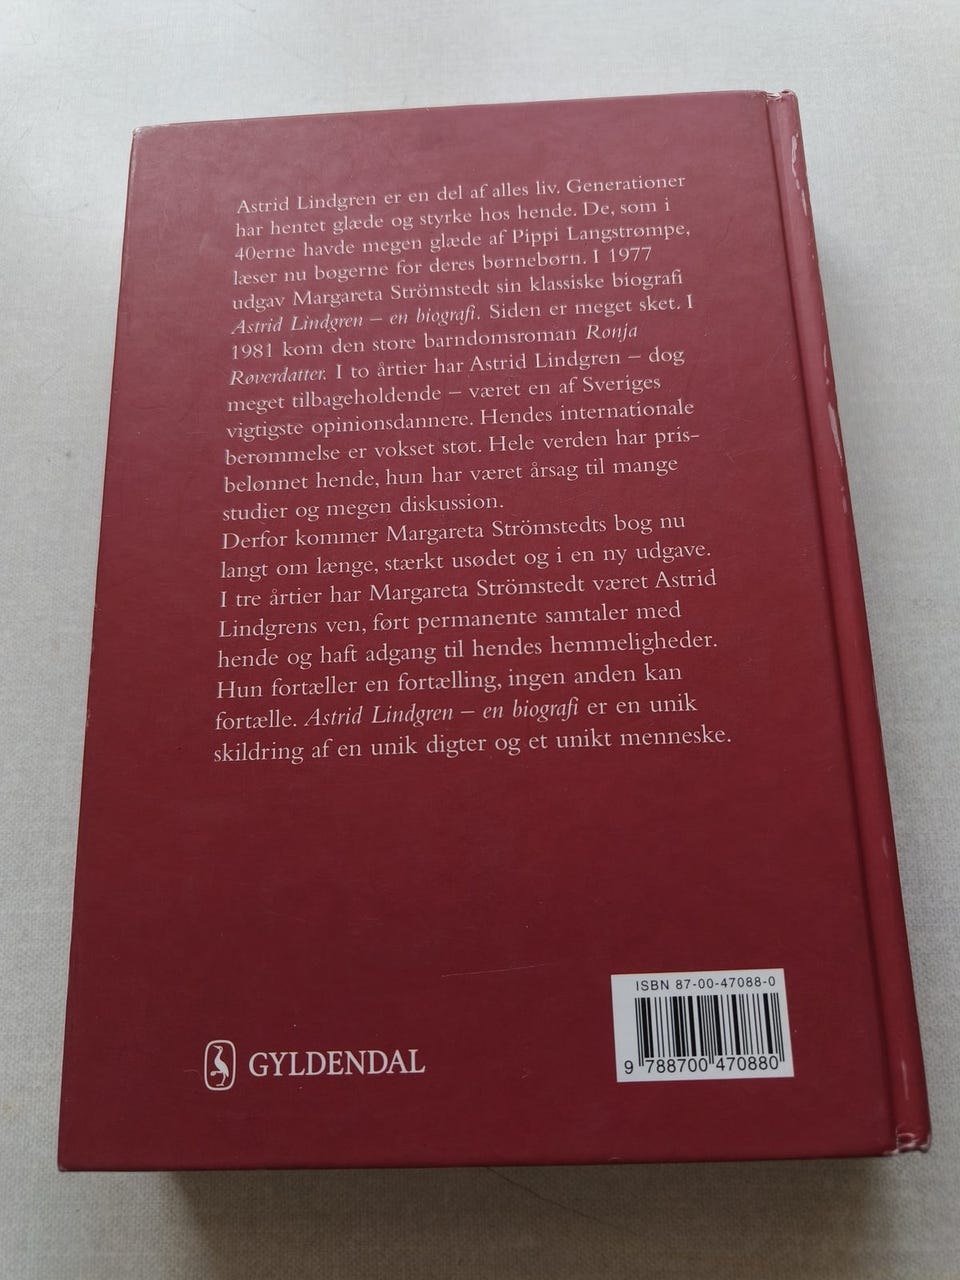 Astrid Lindgren er en del af alles liv. Generationer
har hentet glæde og styrke hos hende. De, som i
40erne havde megen glæde af Pippi Langstrømpe,
læser nu bøgerne for deres børnebørn. I 1977
udgav Margareta Strömstedt sin klassiske biografi
Astrid Lindgren – en biografi. Siden er meget sket. I
1981 kom den store barndomsroman Ronja
Røverdatter. I to årtier har Astrid Lindgren – dog
meget tilbageholdende – været en af Sveriges
vigtigste opinionsdannere. Hendes internationale
berømmelse er vokset støt. Hele verden har pris-
belønnet hende, hun har været årsag til mange
studier og megen diskussion.
Derfor kommer Margareta Strömstedts bog nu
langt om længe, stærkt usødet og i en ny udgave.
I tre årtier har Margareta Strömstedt været Astrid
Lindgrens ven, ført permanente samtaler med
hende og haft adgang til hendes hemmeligheder.
Hun fortæller en fortælling, ingen anden kan
fortælle. Astrid Lindgren – en biografi er en unik
skildring af en unik digter og et unikt menneske.
GYLDENDAL
ISBN 87-00-47088-0
9 788700 470880